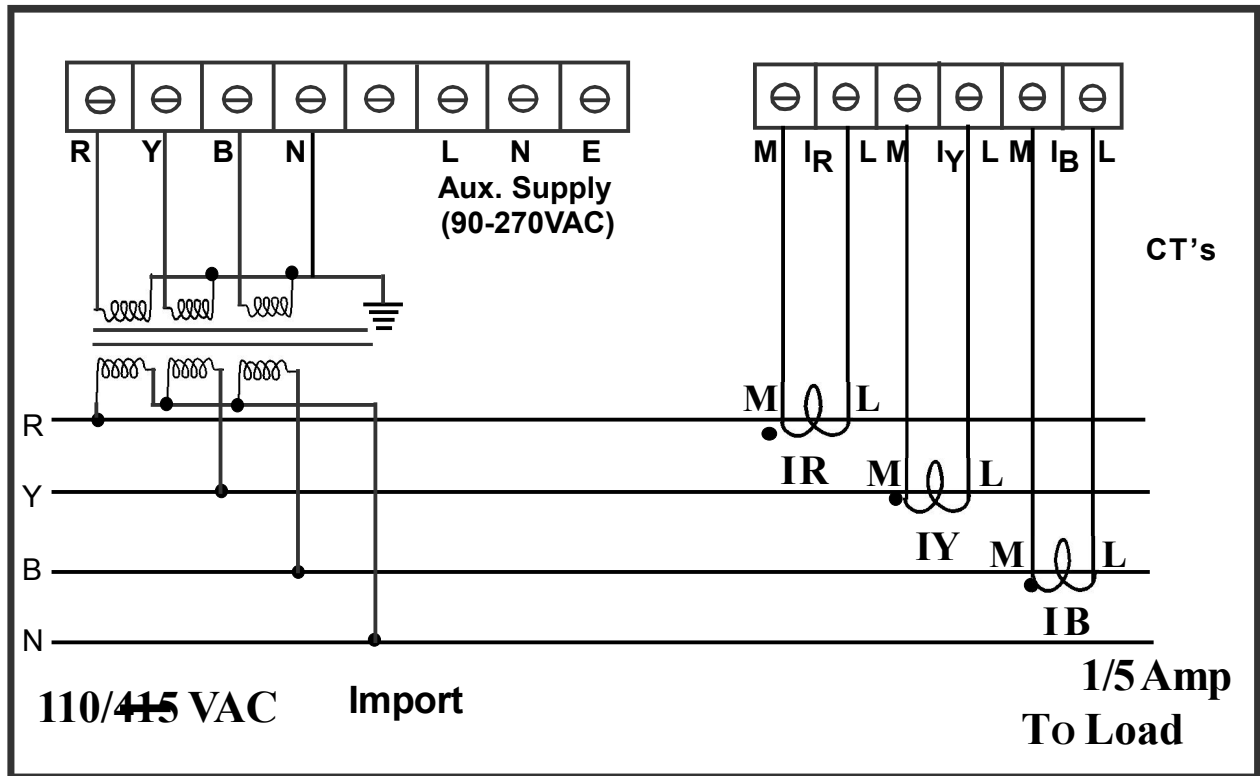 R Y B N L N E
Aux. Supply
(90-270VAC)
M IR L M IY L M IB L
CT's
M L
R
IR
M L
Y
IY
M L
B
IB
N
110/415 VAC
Import
1/5 Amp
To Load